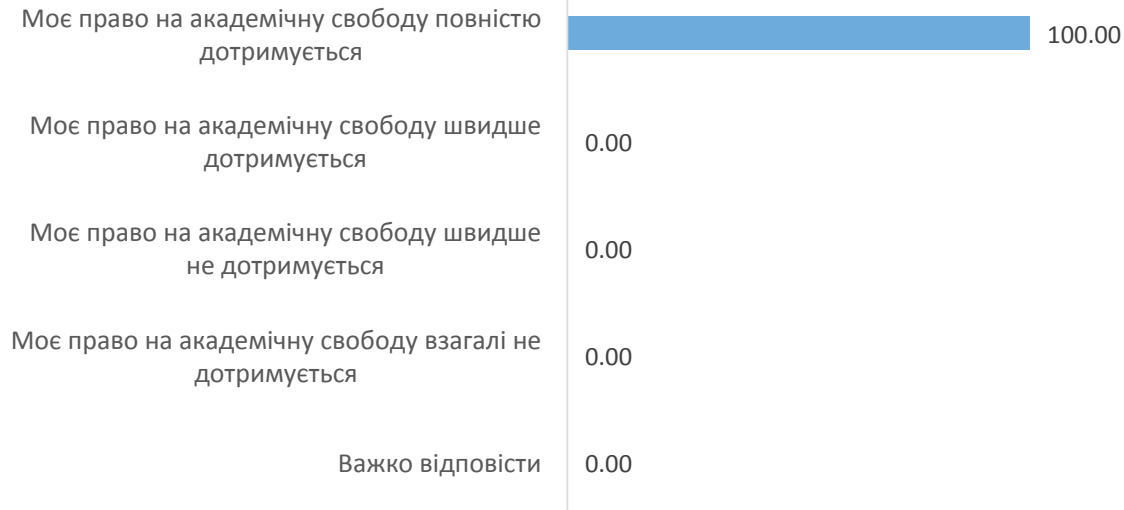 Моє право на академічну свободу повністю
дотримується
100.00
Моє право на академічну свободу швидше
дотримується
0.00
Моє право на академічну свободу швидше
не дотримується
0.00
Моє право на академічну свободу взагалі не
дотримується
0.00
Важко відповісти
0.00